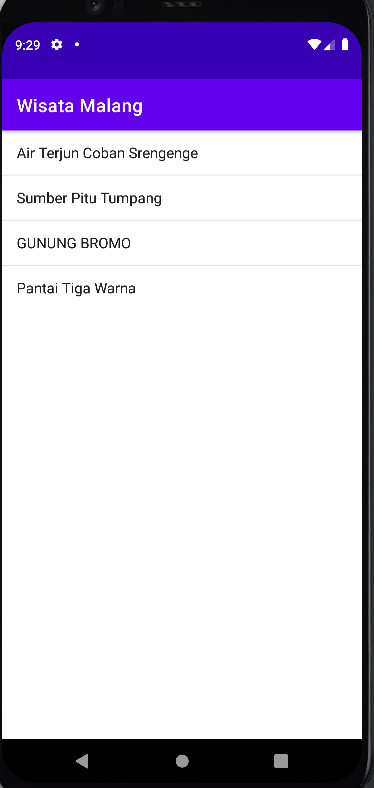 9:29
Wisata Malang
Air Terjun Coban Srengenge
Sumber Pitu Tumpang
GUNUNG BROMO
Pantai Tiga Warna